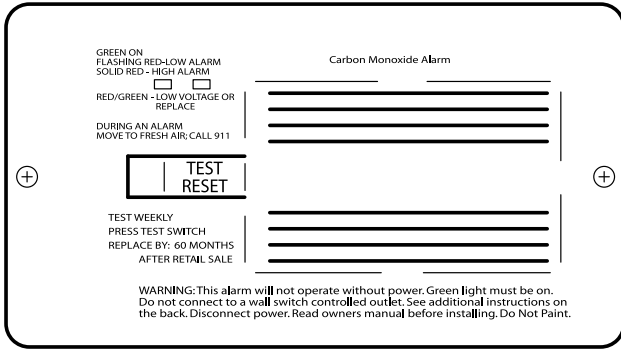 GREEN ON
FLASHING RED-LOW ALARM
SOLID RED - HIGH ALARM
RED/GREEN - LOW VOLTAGE OR
REPLACE
DURING AN ALARM
MOVE TO FRESH AIR; CALL 911
Carbon Monoxide Alarm
TEST
RESET
TEST WEEKLY
PRESS TEST SWITCH
REPLACE BY: 60 MONTHS
AFTER RETAIL SALE
WARNING: This alarm will not operate without power. Green light must be on.
Do not connect to a wall switch controlled outlet. See additional instructions on
the back. Disconnect power. Read owners manual before installing. Do Not Paint.